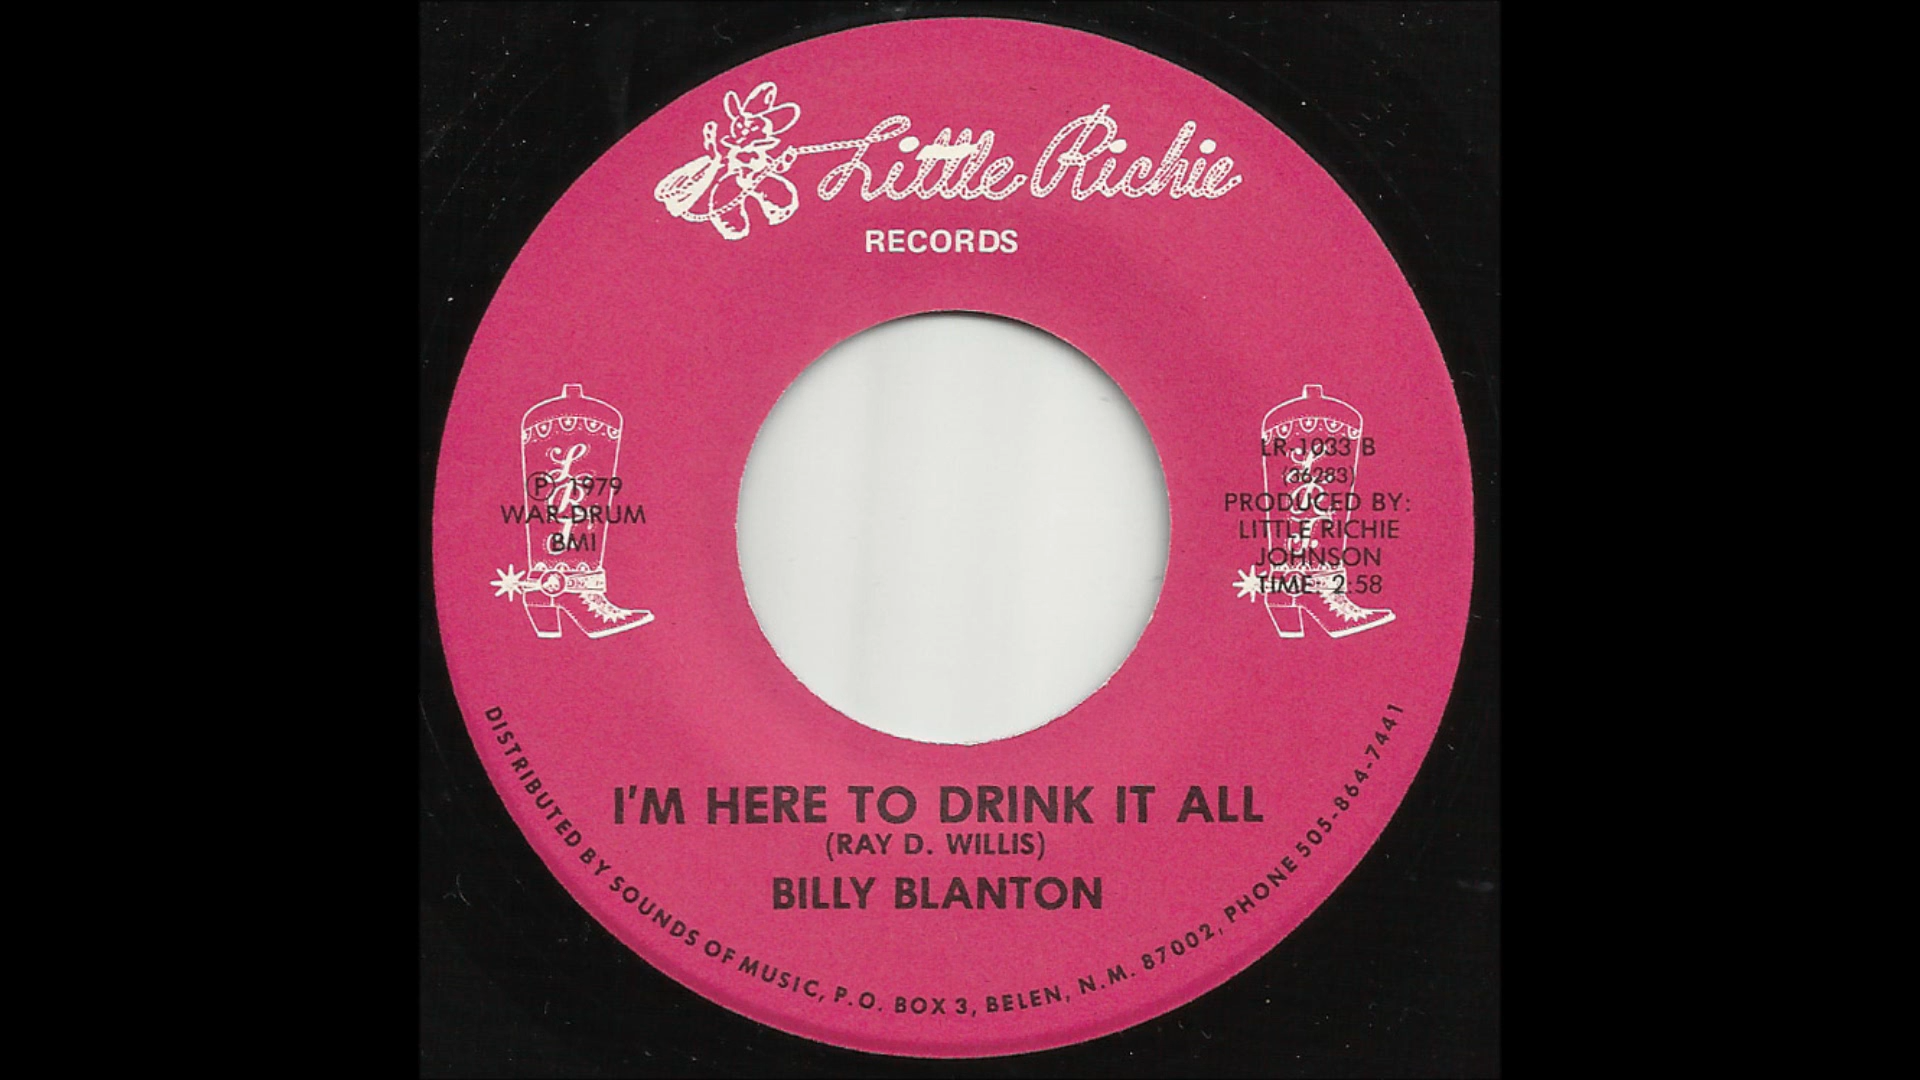 Little Richie
RECORDS
Ⓟ 1979
WAR-DRUM
BMI
LR-1033 B
(36283)
PRODUCED BY:
LITTLE RICHIE
JOHNSON
TIME: 2:58
I'M HERE TO DRINK IT ALL
(RAY D. WILLIS)
BILLY BLANTON
DISTRIBUTED BY SOUNDS OF MUSIC, P.O. BOX 3, BELEN, N.M. 87002, PHONE 505-864-7441